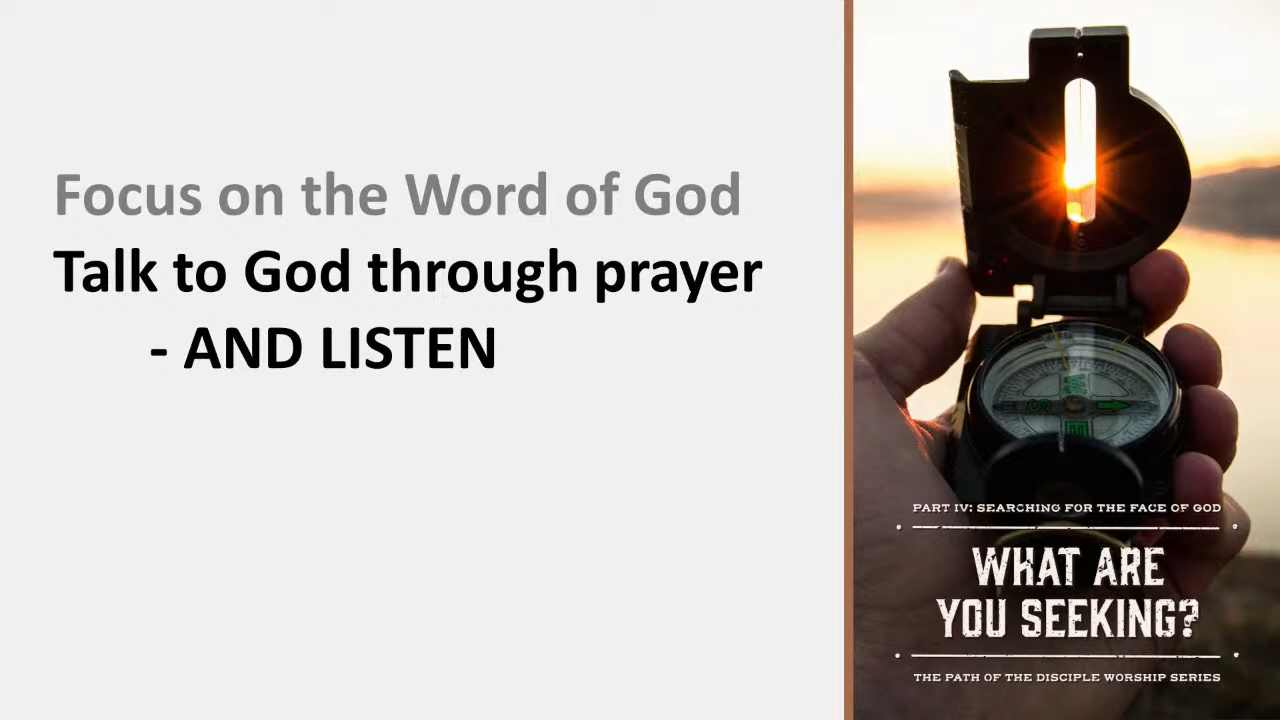 Focus on the Word of God
Talk to God through prayer
- AND LISTEN
W
S
E
PART IV: SEARCHING FOR THE FACE OF GOD
WHAT ARE
YOU SEEKING?
THE PATH OF THE DISCIPLE WORSHIP SERIES